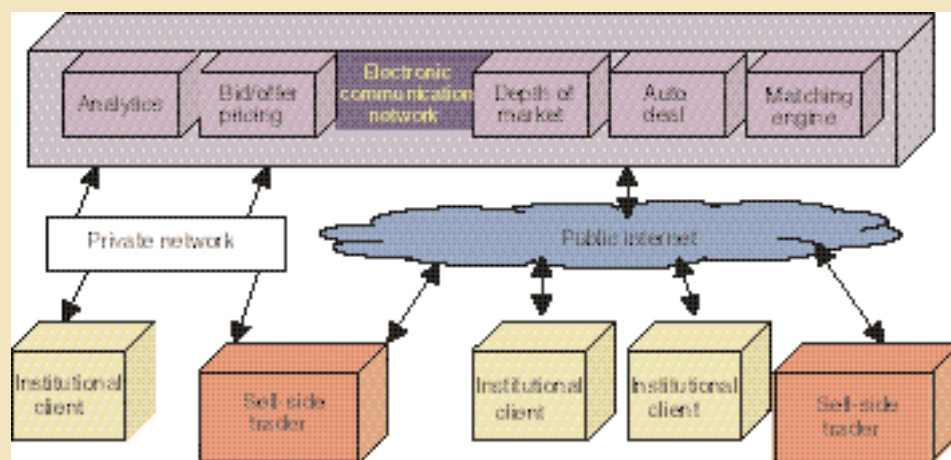 Analytics
Bid/offer
pricing
Electronic
communication
network
Depth of
market
Auto
deal
Matching
engine
Private network
Public internet
Institutional
client
Sell-side
trader
Institutional
client
Institutional
client
Sell-side
trader